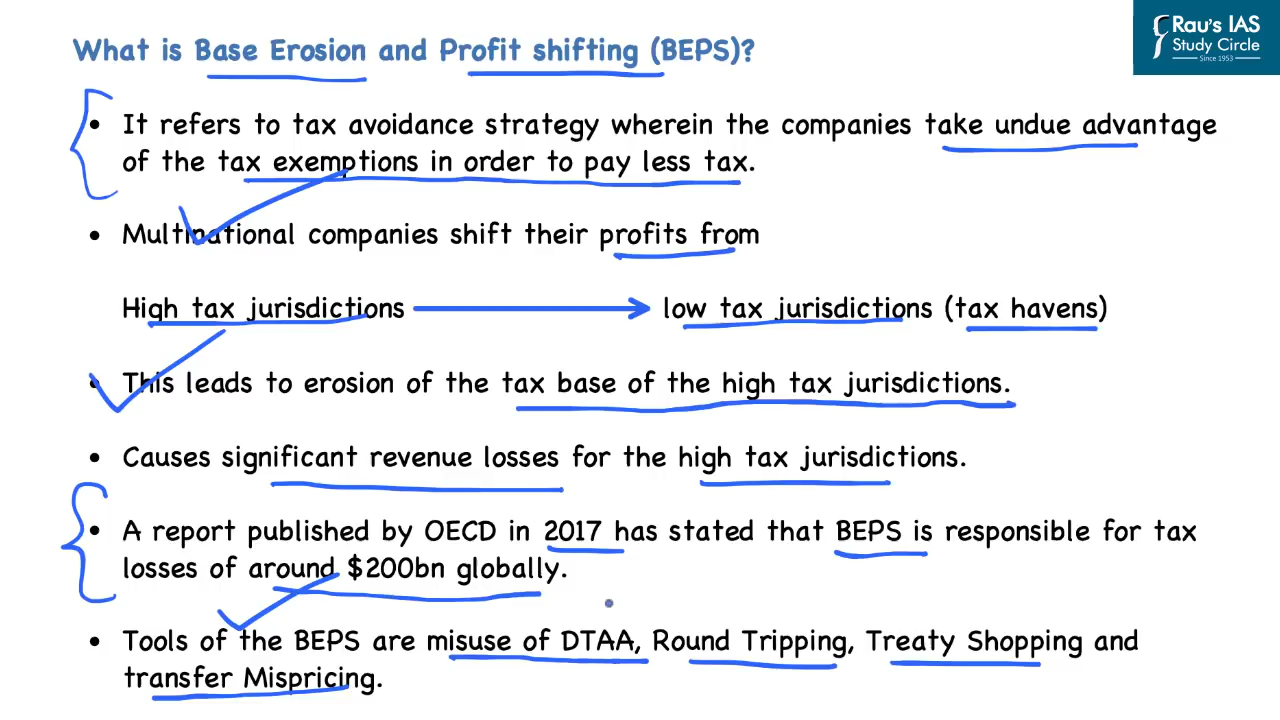 What is Base Erosion and Profit shifting (BEPS)?
Rau's IAS
Study Circle
Since 1953
• It refers to tax avoidance strategy wherein the companies take undue advantage
of the tax exemptions in order to pay less tax.
• Multinational companies shift their profits from
High tax jurisdictions → low tax jurisdictions (tax havens)
• This leads to erosion of the tax base of the high tax jurisdictions.
• Causes significant revenue losses for the high tax jurisdictions.
• A report published by OECD in 2017 has stated that BEPS is responsible for tax
losses of around $200bn globally.
• Tools of the BEPS are misuse of DTAA, Round Tripping, Treaty Shopping and
transfer Mispricing.